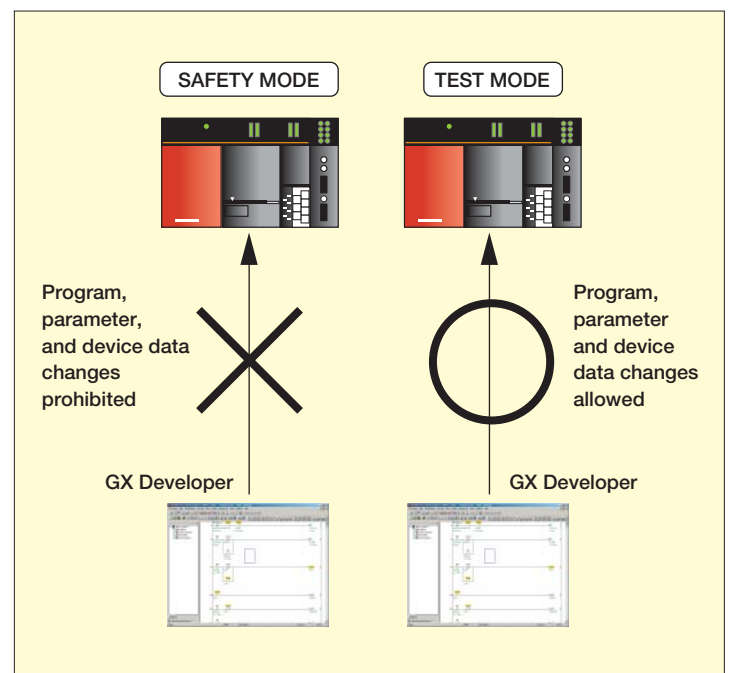 SAFETY MODE
TEST MODE
Program,
parameter,
and device data
changes
prohibited
Program,
parameter
and device
data changes
allowed
GX Developer
GX Developer